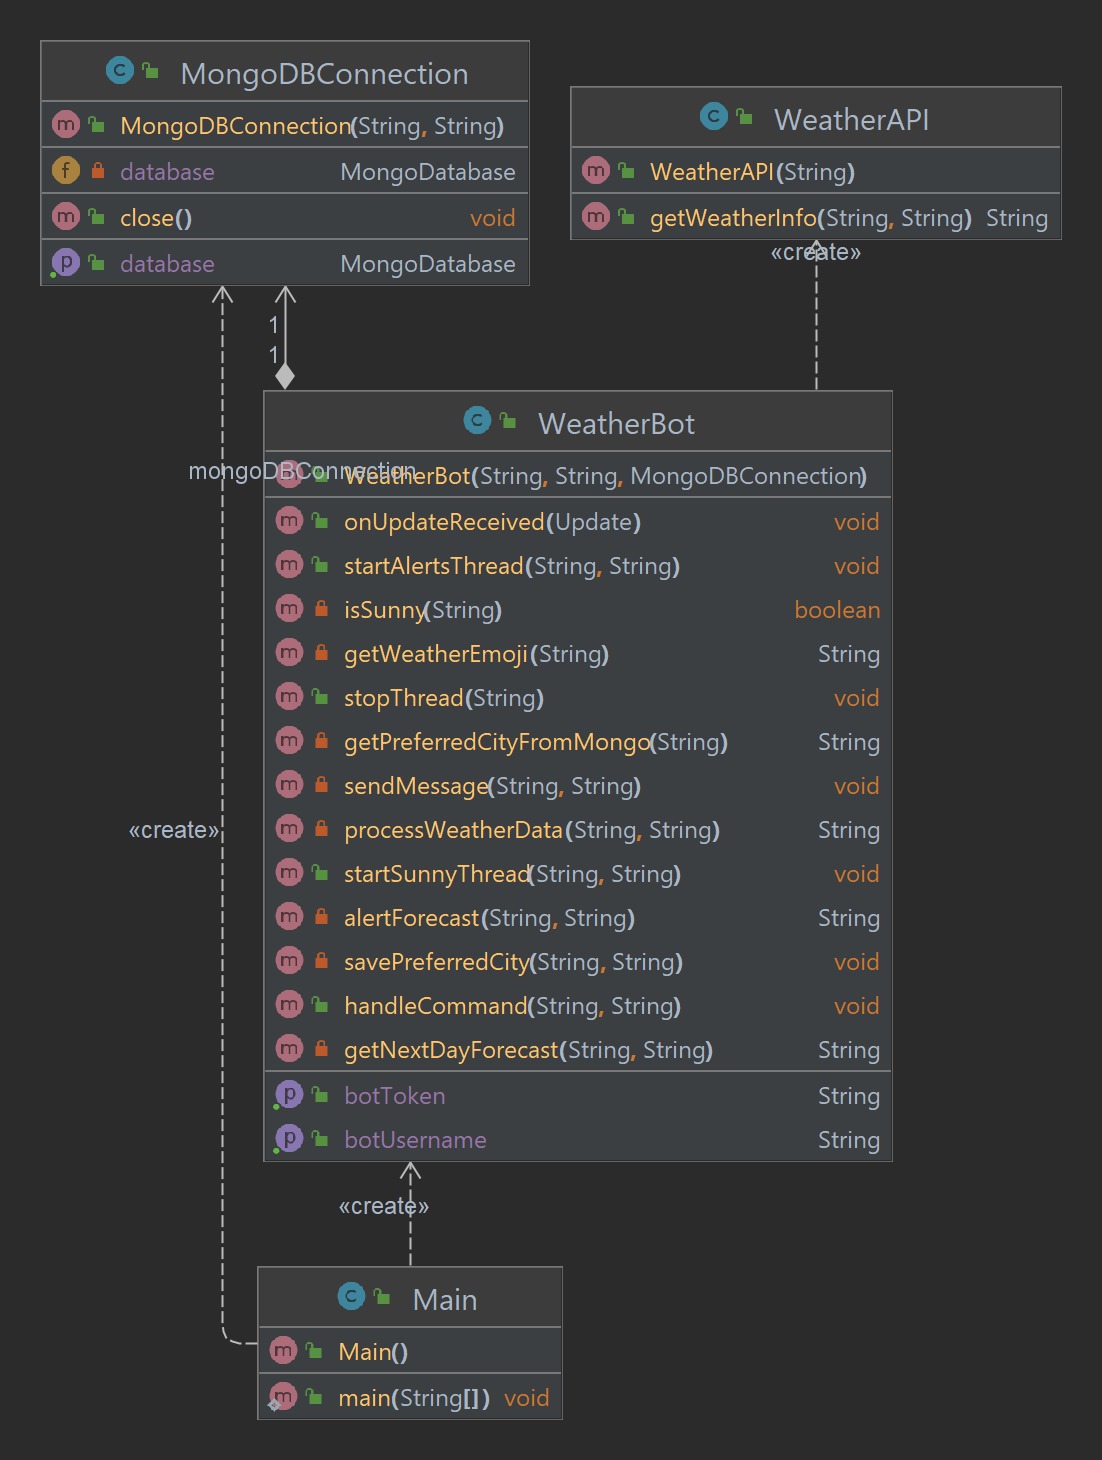 MongoDBConnection
MongoDBConnection(String, String)
database MongoDatabase
close() void
database MongoDatabase
WeatherAPI
WeatherAPI(String)
getWeatherInfo(String, String) String
«create»
1
1
WeatherBot
mongoDBConnection
WeatherBot(String, String, MongoDBConnection)
onUpdateReceived(Update) void
startAlertsThread(String, String) void
isSunny(String) boolean
getWeatherEmoji(String) String
stopThread(String) void
getPreferredCityFromMongo(String) String
sendMessage(String, String) void
«create»
processWeatherData(String, String) String
startSunnyThread(String, String) void
alertForecast(String, String) String
savePreferredCity(String, String) void
handleCommand(String, String) void
getNextDayForecast(String, String) String
botToken String
botUsername String
«create»
Main
Main()
main(String[]) void